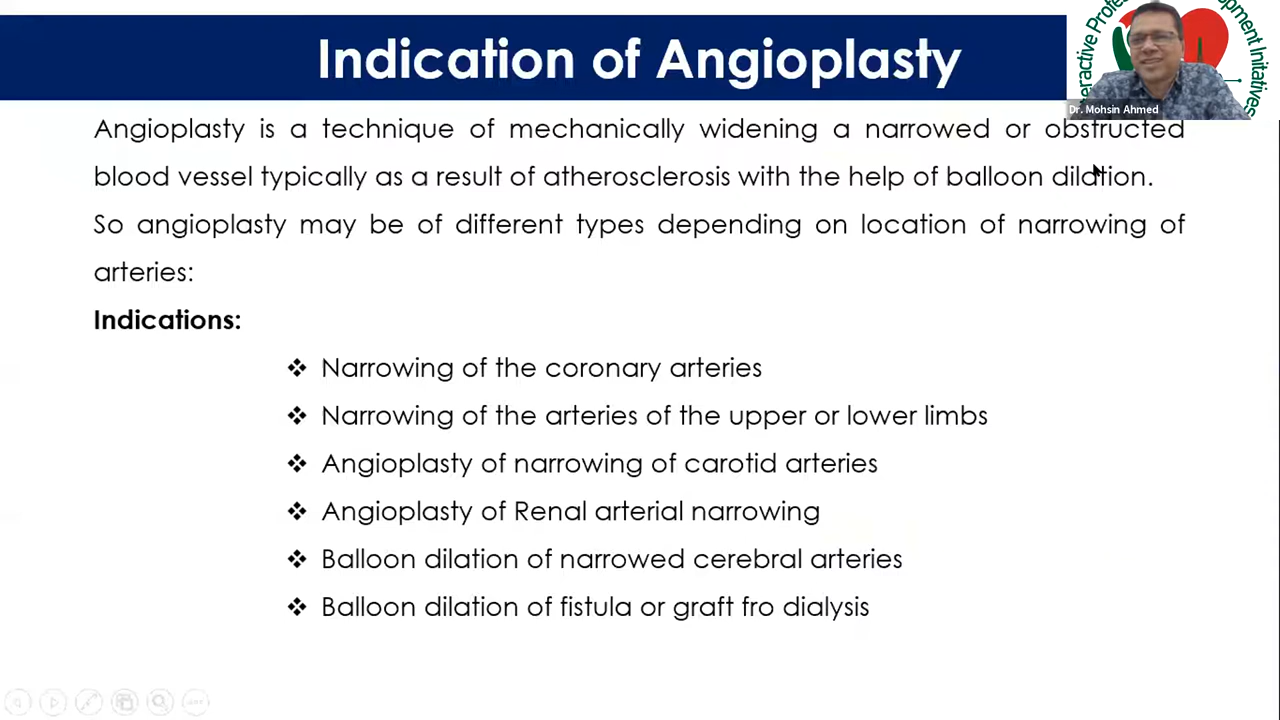 Indication of Angioplasty
Dr. Mohsin Ahmed
Angioplasty is a technique of mechanically widening a narrowed or obstructed
blood vessel typically as a result of atherosclerosis with the help of balloon dilation.
So angioplasty may be of different types depending on location of narrowing of
arteries:
Indications:
❖ Narrowing of the coronary arteries
❖ Narrowing of the arteries of the upper or lower limbs
❖ Angioplasty of narrowing of carotid arteries
❖ Angioplasty of Renal arterial narrowing
❖ Balloon dilation of narrowed cerebral arteries
❖ Balloon dilation of fistula or graft fro dialysis